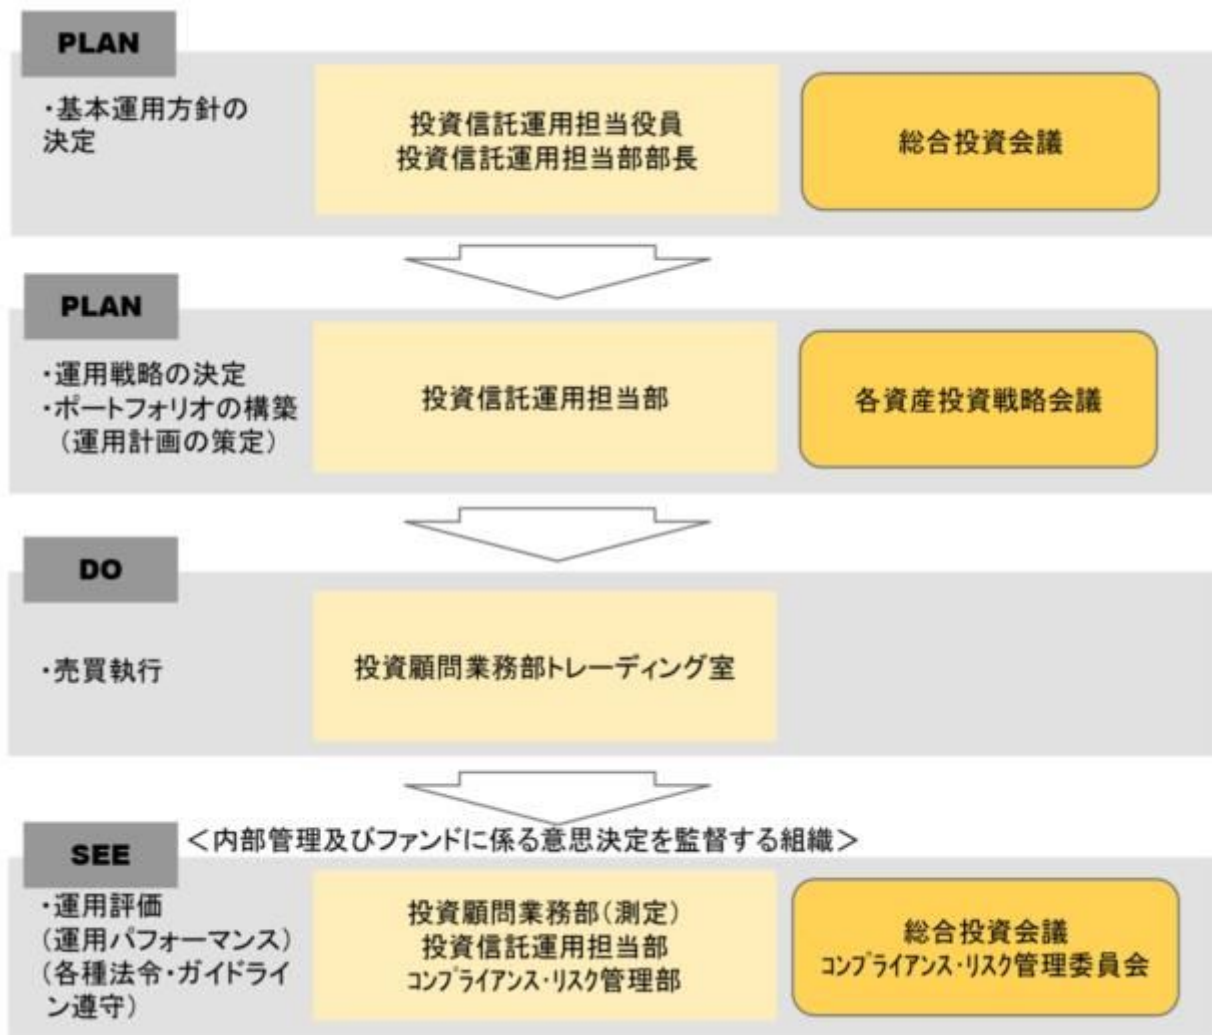 PLAN
・基本運用方針の
決定
投資信託運用担当役員
投資信託運用担当部部長
総合投資会議
PLAN
・運用戦略の決定
・ポートフォリオの構築
（運用計画の策定）
投資信託運用担当部
各資産投資戦略会議
DO
・売買執行
投資顧問業務部トレーディング室
SEE
＜内部管理及びファンドに係る意思決定を監督する組織＞
・運用評価
（運用パフォーマンス）
（各種法令・ガイドライ
ン遵守）
投資顧問業務部（測定）
投資信託運用担当部
ｺﾝﾌﾟﾗｲｱﾝｽ・ﾘｽｸ管理部
総合投資会議
ｺﾝﾌﾟﾗｲｱﾝｽ・ﾘｽｸ管理委員会